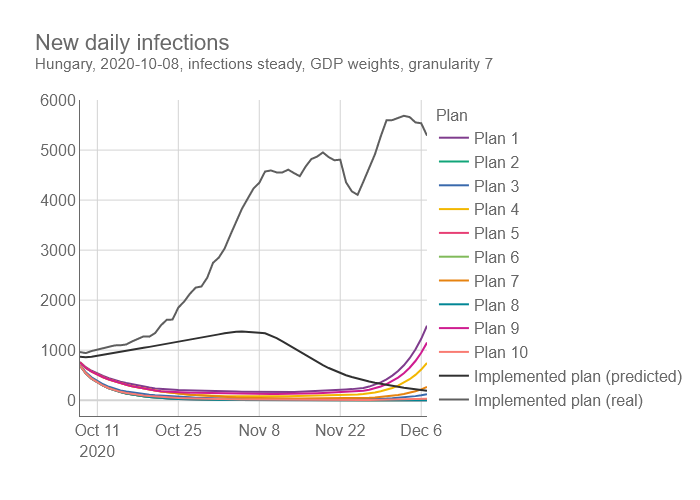 New daily infections
Hungary, 2020-10-08, infections steady, GDP weights, granularity 7
6000
5000
4000
3000
2000
1000
0
Oct 11
2020
Oct 25
Nov 8
Nov 22
Dec 6
Plan
Plan 1
Plan 2
Plan 3
Plan 4
Plan 5
Plan 6
Plan 7
Plan 8
Plan 9
Plan 10
Implemented plan (predicted)
Implemented plan (real)